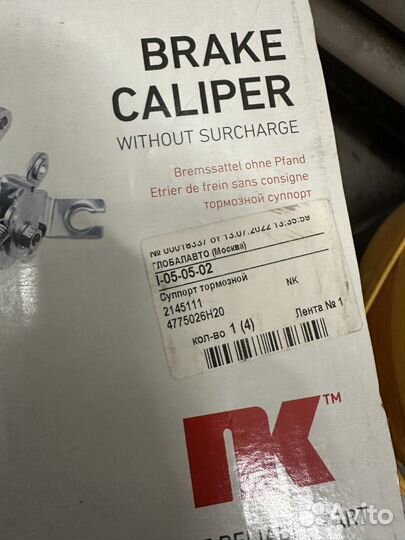 BRAKE
CALIPER
WITHOUT SURCHARGE
Bremssattel ohne Pfand
Etrier de frein sans consigne
тормозной суппорт
№ 00018337 от 13.07.2022 13:35:59
ГЛОБАЛАВТО (Москва)
I-05-05-02
Суппорт тормозной NK
2145111
4775026H20
кол-во 1 (4) Лента № 1
NK™
Avito